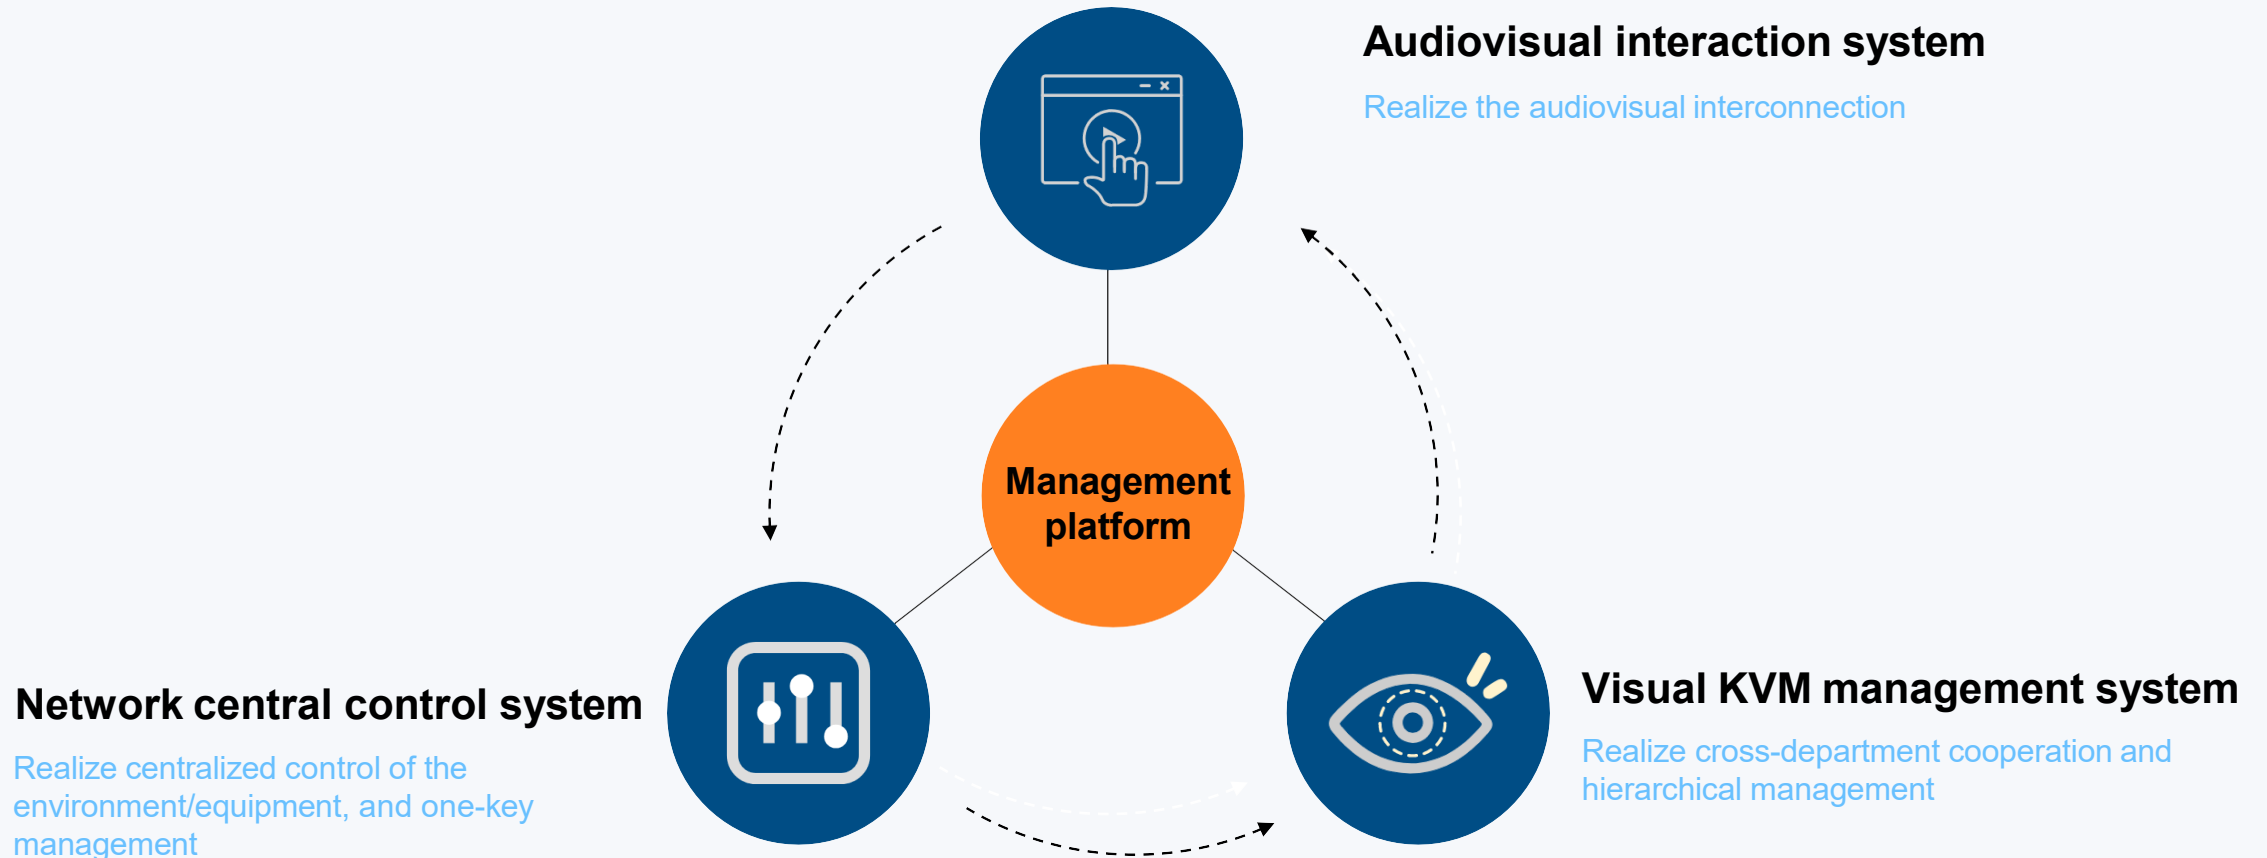 Audiovisual interaction system
Realize the audiovisual interconnection
Management
platform
Network central control system
Realize centralized control of the
environment/equipment, and one-key
management
Visual KVM management system
Realize cross-department cooperation and
hierarchical management